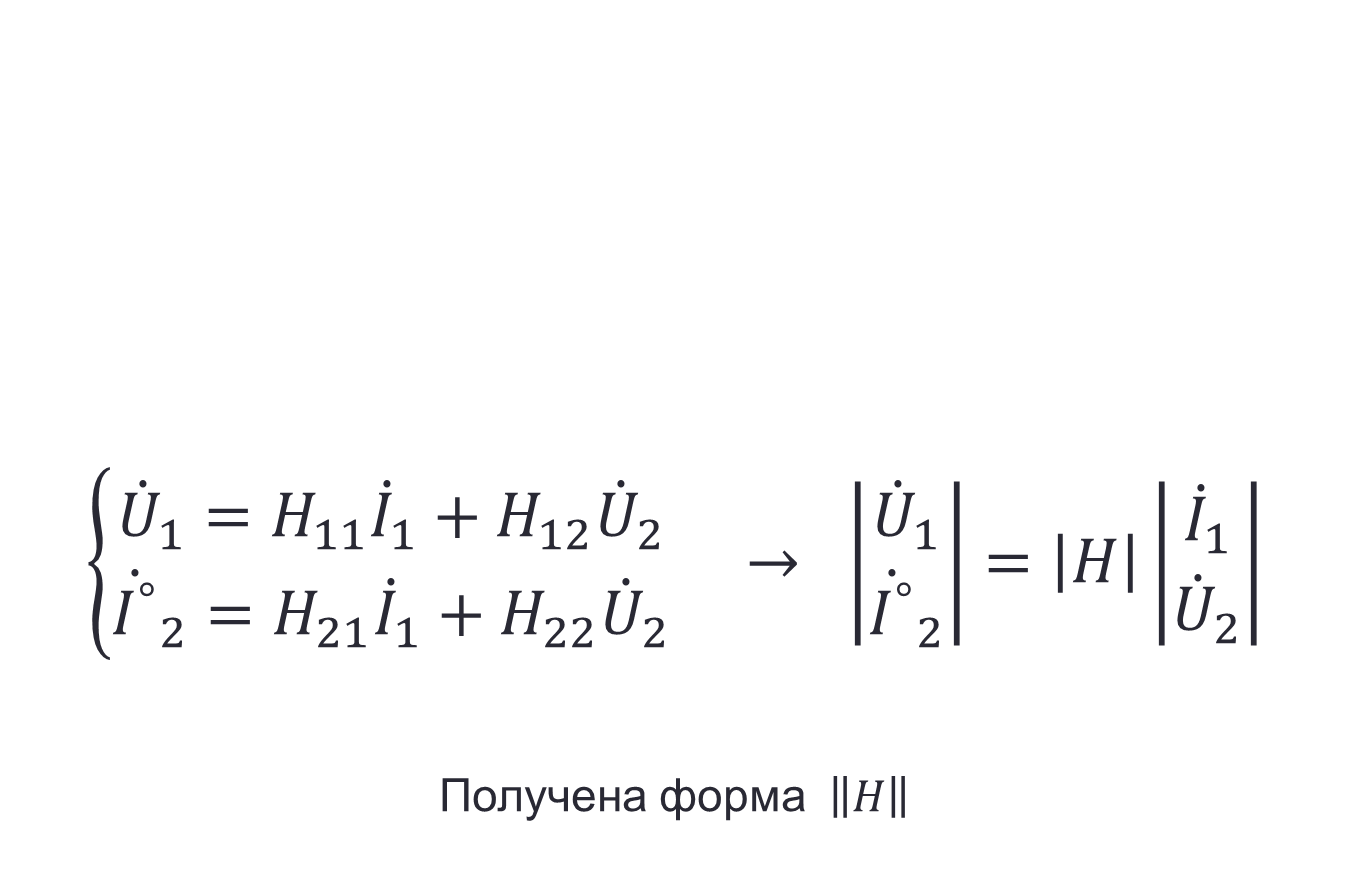 { U̇₁ = H₁₁İ₁ + H₁₂U̇₂
İ°₂ = H₂₁İ₁ + H₂₂U̇₂
→ | U̇₁ İ°₂ | = |H| | İ₁ U̇₂ |
Получена форма ||H||